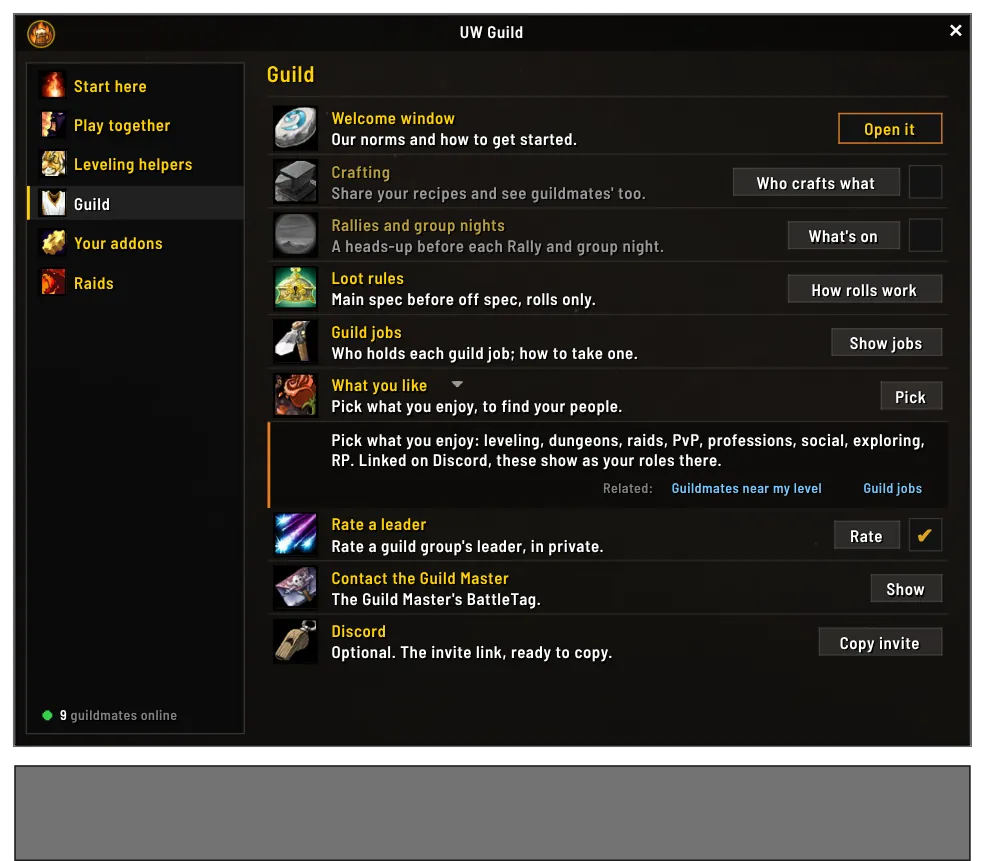 UW Guild
Start here
Play together
Leveling helpers
Guild
Your addons
Raids
9 guildmates online
Guild
Welcome window
Our norms and how to get started.
Open it
Crafting
Share your recipes and see guildmates' too.
Who crafts what
Rallies and group nights
A heads-up before each Rally and group night.
What's on
Loot rules
Main spec before off spec, rolls only.
How rolls work
Guild jobs
Who holds each guild job; how to take one.
Show jobs
What you like
Pick what you enjoy, to find your people.
Pick
Pick what you enjoy: leveling, dungeons, raids, PvP, professions, social, exploring,
RP. Linked on Discord, these show as your roles there.
Related: Guildmates near my level Guild jobs
Rate a leader
Rate a guild group's leader, in private.
Rate
Contact the Guild Master
The Guild Master's BattleTag.
Show
Discord
Optional. The invite link, ready to copy.
Copy invite